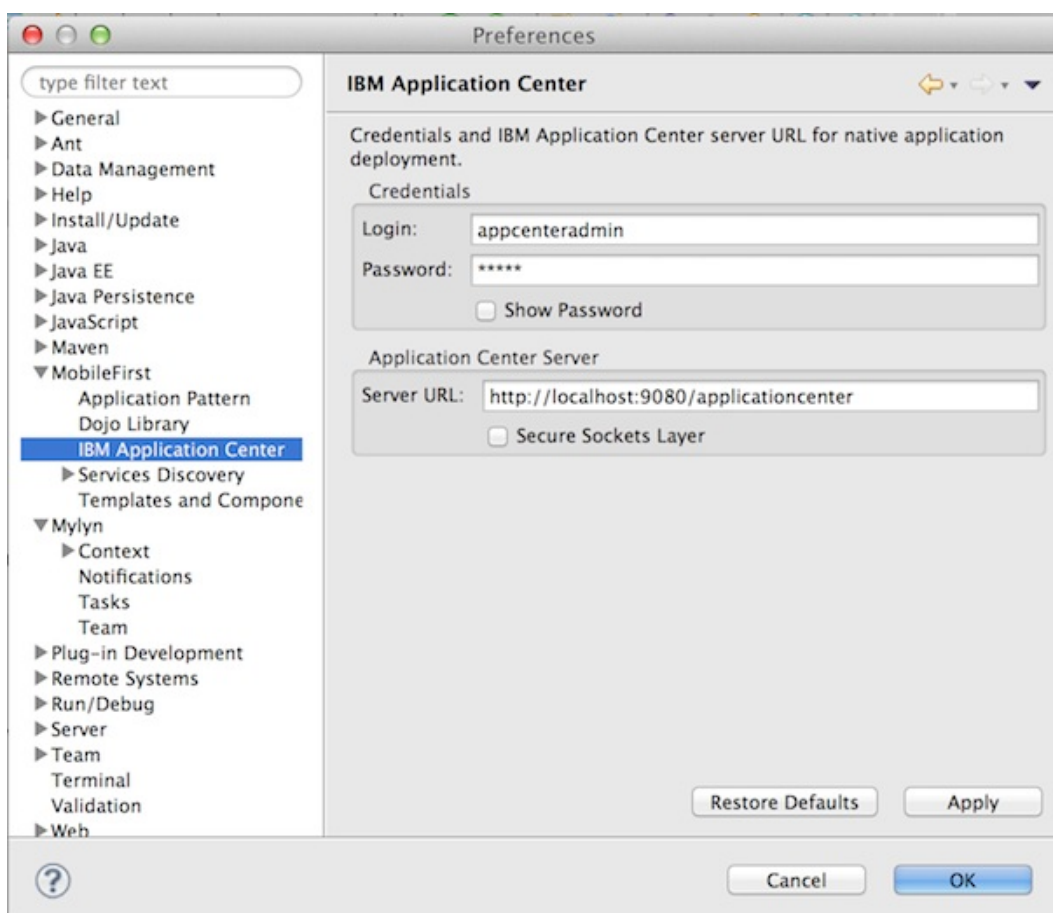 Preferences
type filter text
General
Ant
Data Management
Help
Install/Update
Java
Java EE
Java Persistence
JavaScript
Maven
MobileFirst
Application Pattern
Dojo Library
IBM Application Center
Services Discovery
Templates and Compone
Mylyn
Context
Notifications
Tasks
Team
Plug-in Development
Remote Systems
Run/Debug
Server
Team
Terminal
Validation
Web
IBM Application Center
Credentials and IBM Application Center server URL for native application
deployment.
Credentials
Login: appcenteradmin
Password: *****
Show Password
Application Center Server
Server URL: http://localhost:9080/applicationcenter
Secure Sockets Layer
Restore Defaults Apply
? Cancel OK